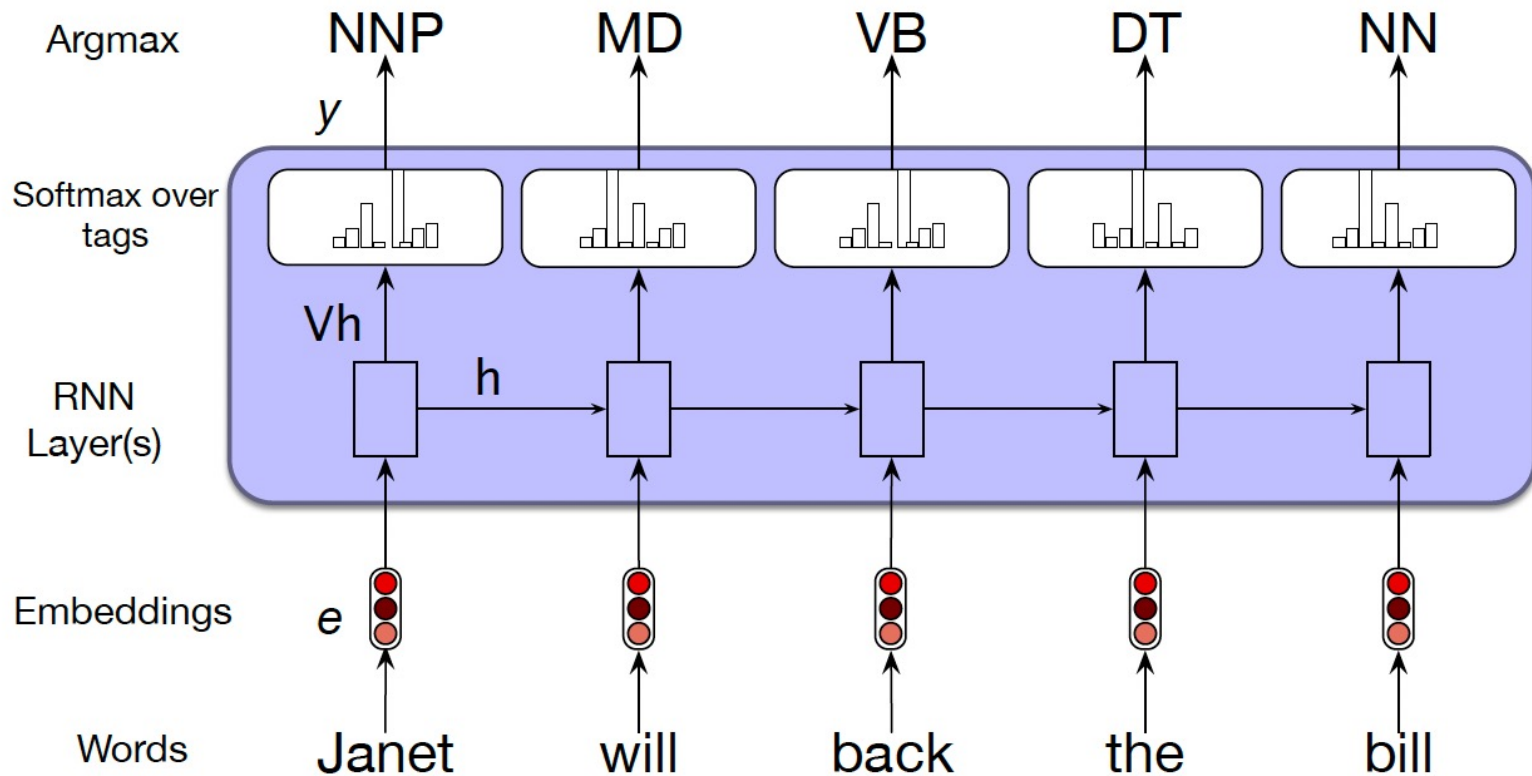 Argmax NNP MD VB DT NN
y
Softmax over
tags
Vh
h
RNN
Layer(s)
Embeddings e
Words Janet will back the bill